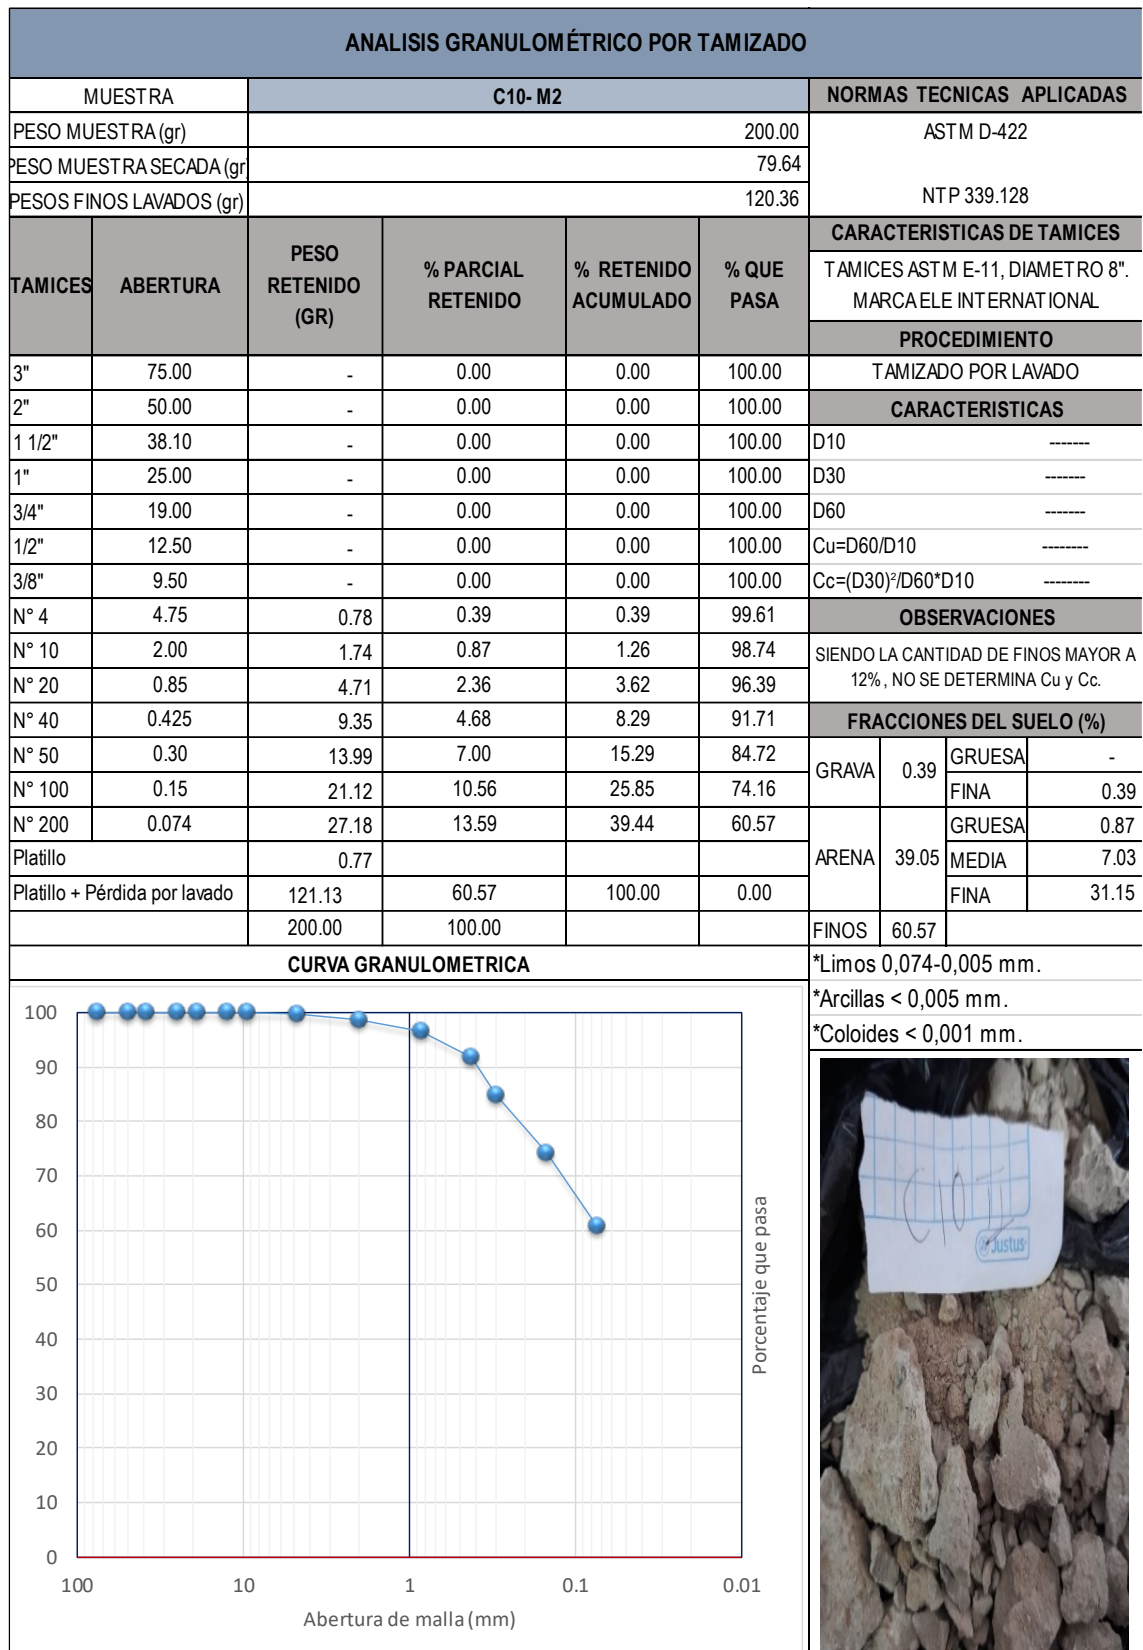 ANALISIS GRANULOMÉTRICO POR TAMIZADO
MUESTRA C10- M2 NORMAS TECNICAS APLICADAS
PESO MUESTRA (gr) 200.00 ASTM D-422
PESO MUESTRA SECADA (gr) 79.64
PESOS FINOS LAVADOS (gr) 120.36 NTP 339.128
TAMICES ABERTURA PESO RETENIDO (GR) % PARCIAL RETENIDO % RETENIDO ACUMULADO % QUE PASA
CARACTERISTICAS DE TAMICES
TAMICES ASTM E-11, DIAMETRO 8".
MARCA ELE INTERNATIONAL
PROCEDIMIENTO
3" 75.00 - 0.00 0.00 100.00 TAMIZADO POR LAVADO
2" 50.00 - 0.00 0.00 100.00 CARACTERISTICAS
1 1/2" 38.10 - 0.00 0.00 100.00 D10 -------
1" 25.00 - 0.00 0.00 100.00 D30 -------
3/4" 19.00 - 0.00 0.00 100.00 D60 -------
1/2" 12.50 - 0.00 0.00 100.00 Cu=D60/D10 --------
3/8" 9.50 - 0.00 0.00 100.00 Cc=(D30)²/D60*D10 --------
N° 4 4.75 0.78 0.39 0.39 99.61 OBSERVACIONES
N° 10 2.00 1.74 0.87 1.26 98.74 SIENDO LA CANTIDAD DE FINOS MAYOR A
N° 20 0.85 4.71 2.36 3.62 96.39 12%, NO SE DETERMINA Cu y Cc.
N° 40 0.425 9.35 4.68 8.29 91.71 FRACCIONES DEL SUELO (%)
N° 50 0.30 13.99 7.00 15.29 84.72 GRAVA 0.39 GRUESA -
N° 100 0.15 21.12 10.56 25.85 74.16 FINA 0.39
N° 200 0.074 27.18 13.59 39.44 60.57 ARENA 39.05 GRUESA 0.87
Platillo 0.77 MEDIA 7.03
Platillo + Pérdida por lavado 121.13 60.57 100.00 0.00 FINA 31.15
200.00 100.00 FINOS 60.57
CURVA GRANULOMETRICA
*Limos 0,074-0,005 mm.
*Arcillas < 0,005 mm.
*Coloides < 0,001 mm.
100
90
80
70
60
50
40
30
20
10
0
100 10 1 0.1 0.01
Abertura de malla (mm)
Porcentaje que pasa
C10 II
Justus